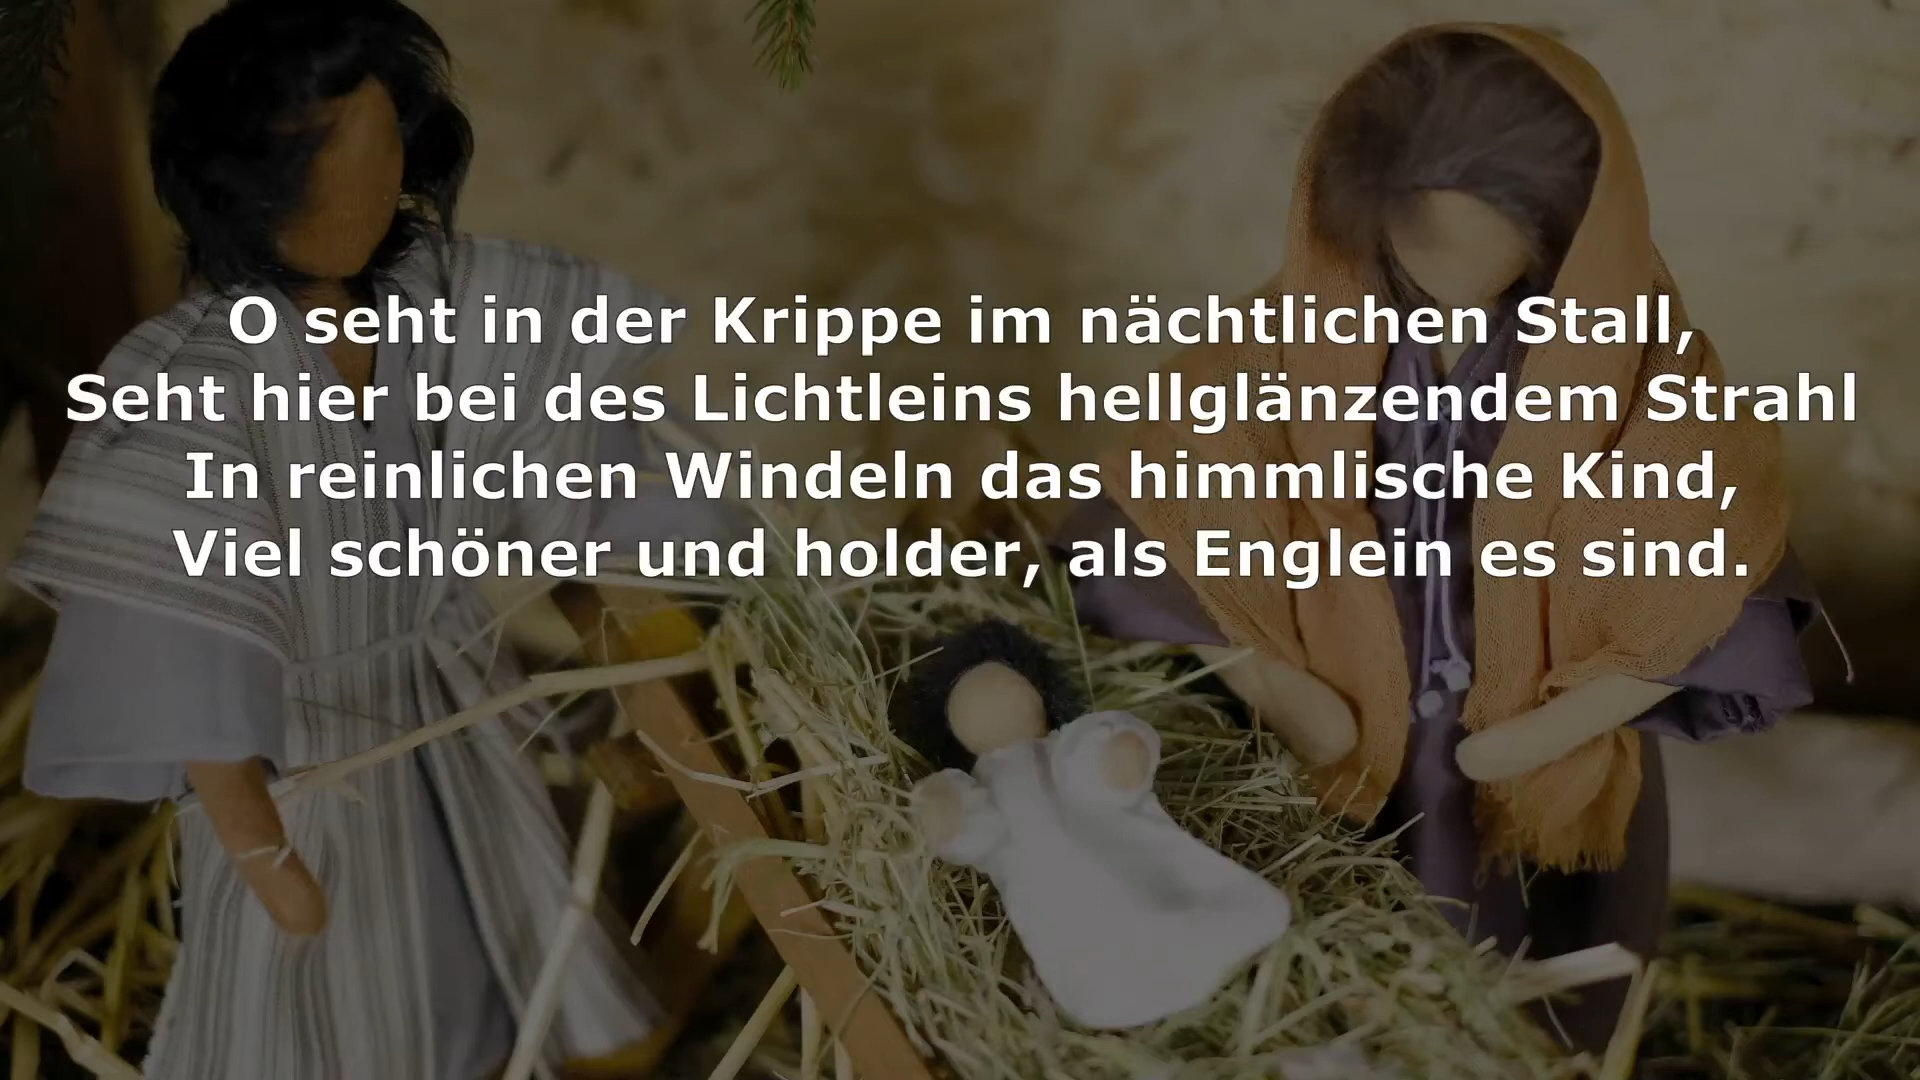 O seht in der Krippe im nächtlichen Stall,
Seht hier bei des Lichtleins hellglänzendem Strahl
In reinlichen Windeln das himmlische Kind,
Viel schöner und holder, als Englein es sind.